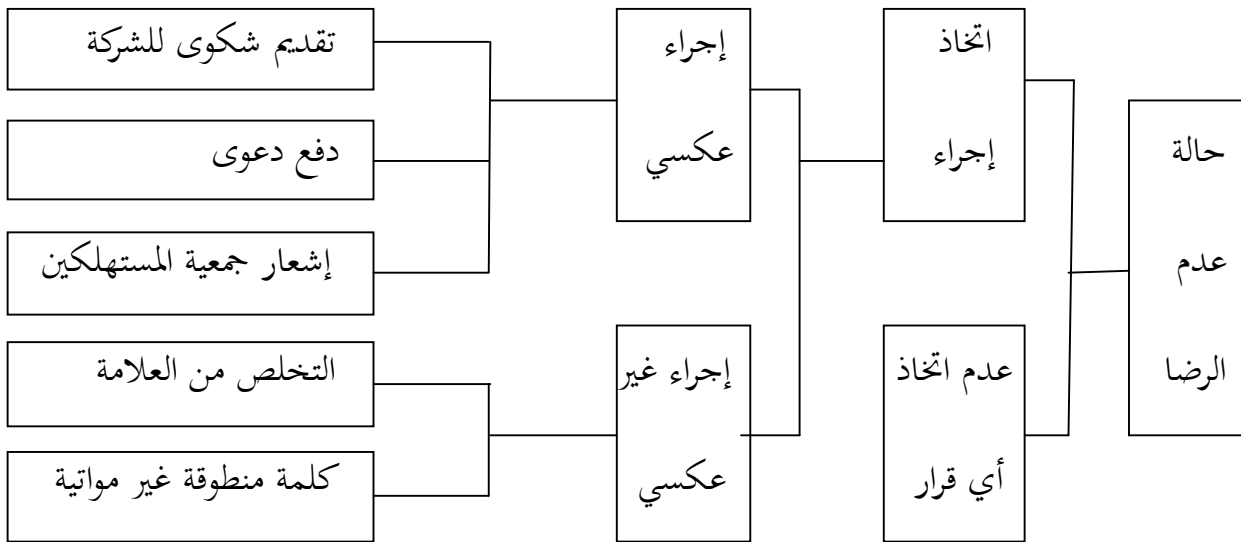 حالة
عدم
الرضا
اتخاذ
إجراء
عدم اتخاذ
أي قرار
إجراء
عكسي
إجراء غير
عكسي
تقديم شكوى للشركة
دفع دعوى
إشعار جمعية المستهلكين
التخلص من العلامة
كلمة منطوقة غير مواتية